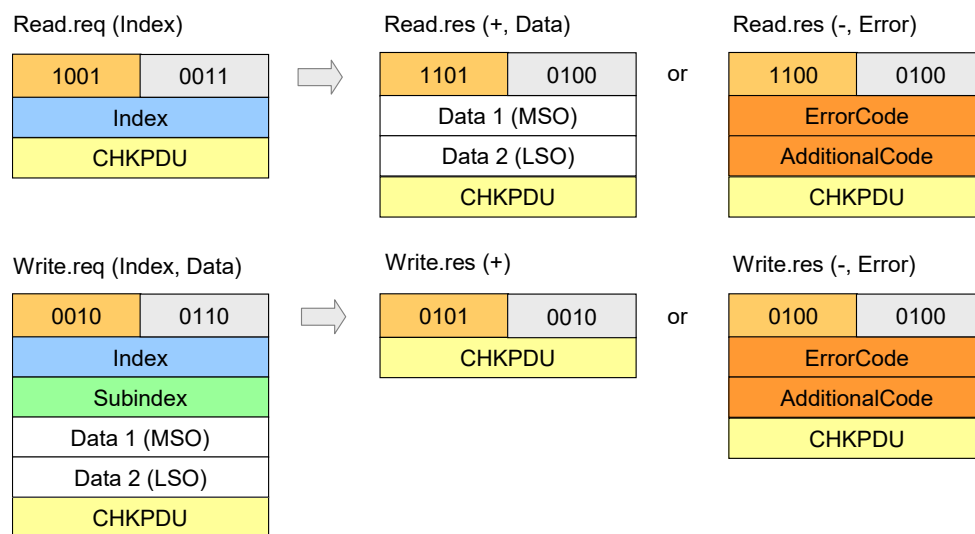 Read.req (Index)
1001 0011
Index
CHKPDU
Read.res (+, Data)
1101 0100
Data 1 (MSO)
Data 2 (LSO)
CHKPDU
or
Read.res (-, Error)
1100 0100
ErrorCode
AdditionalCode
CHKPDU
Write.req (Index, Data)
0010 0110
Index
Subindex
Data 1 (MSO)
Data 2 (LSO)
CHKPDU
Write.res (+)
0101 0010
CHKPDU
or
Write.res (-, Error)
0100 0100
ErrorCode
AdditionalCode
CHKPDU